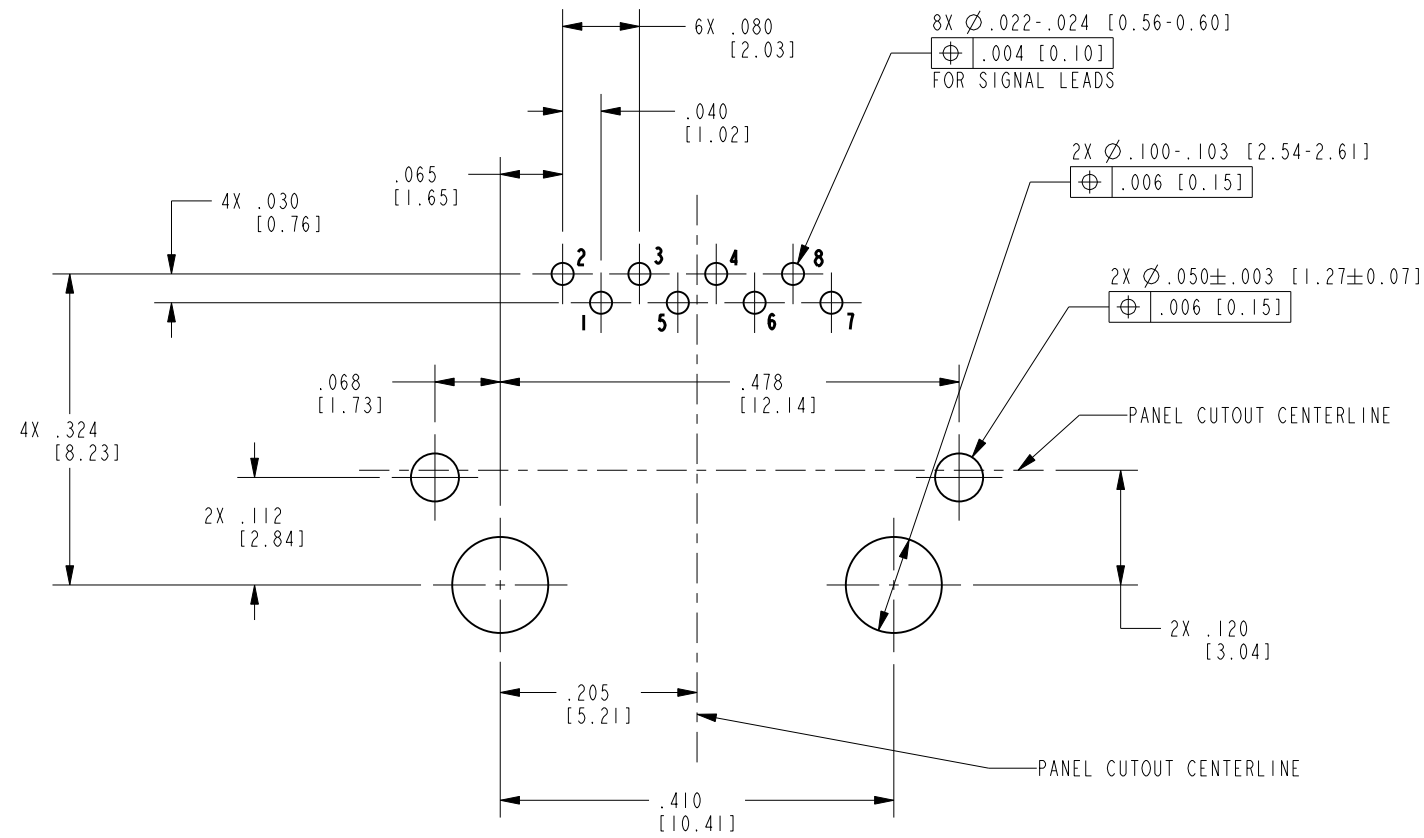 6X .080
[2.03]
8X Ø.022-.024 [0.56-0.60]
⌖ .004 [0.10]
FOR SIGNAL LEADS
.040
[1.02]
2X Ø.100-.103 [2.54-2.61]
⌖ .006 [0.15]
.065
[1.65]
4X .030
[0.76]
2 3 4 8
1 5 6 7
2X Ø.050±.003 [1.27±0.07]
⌖ .006 [0.15]
.068
[1.73]
.478
[12.14]
PANEL CUTOUT CENTERLINE
4X .324
[8.23]
2X .112
[2.84]
2X .120
[3.04]
.205
[5.21]
PANEL CUTOUT CENTERLINE
.410
[10.41]